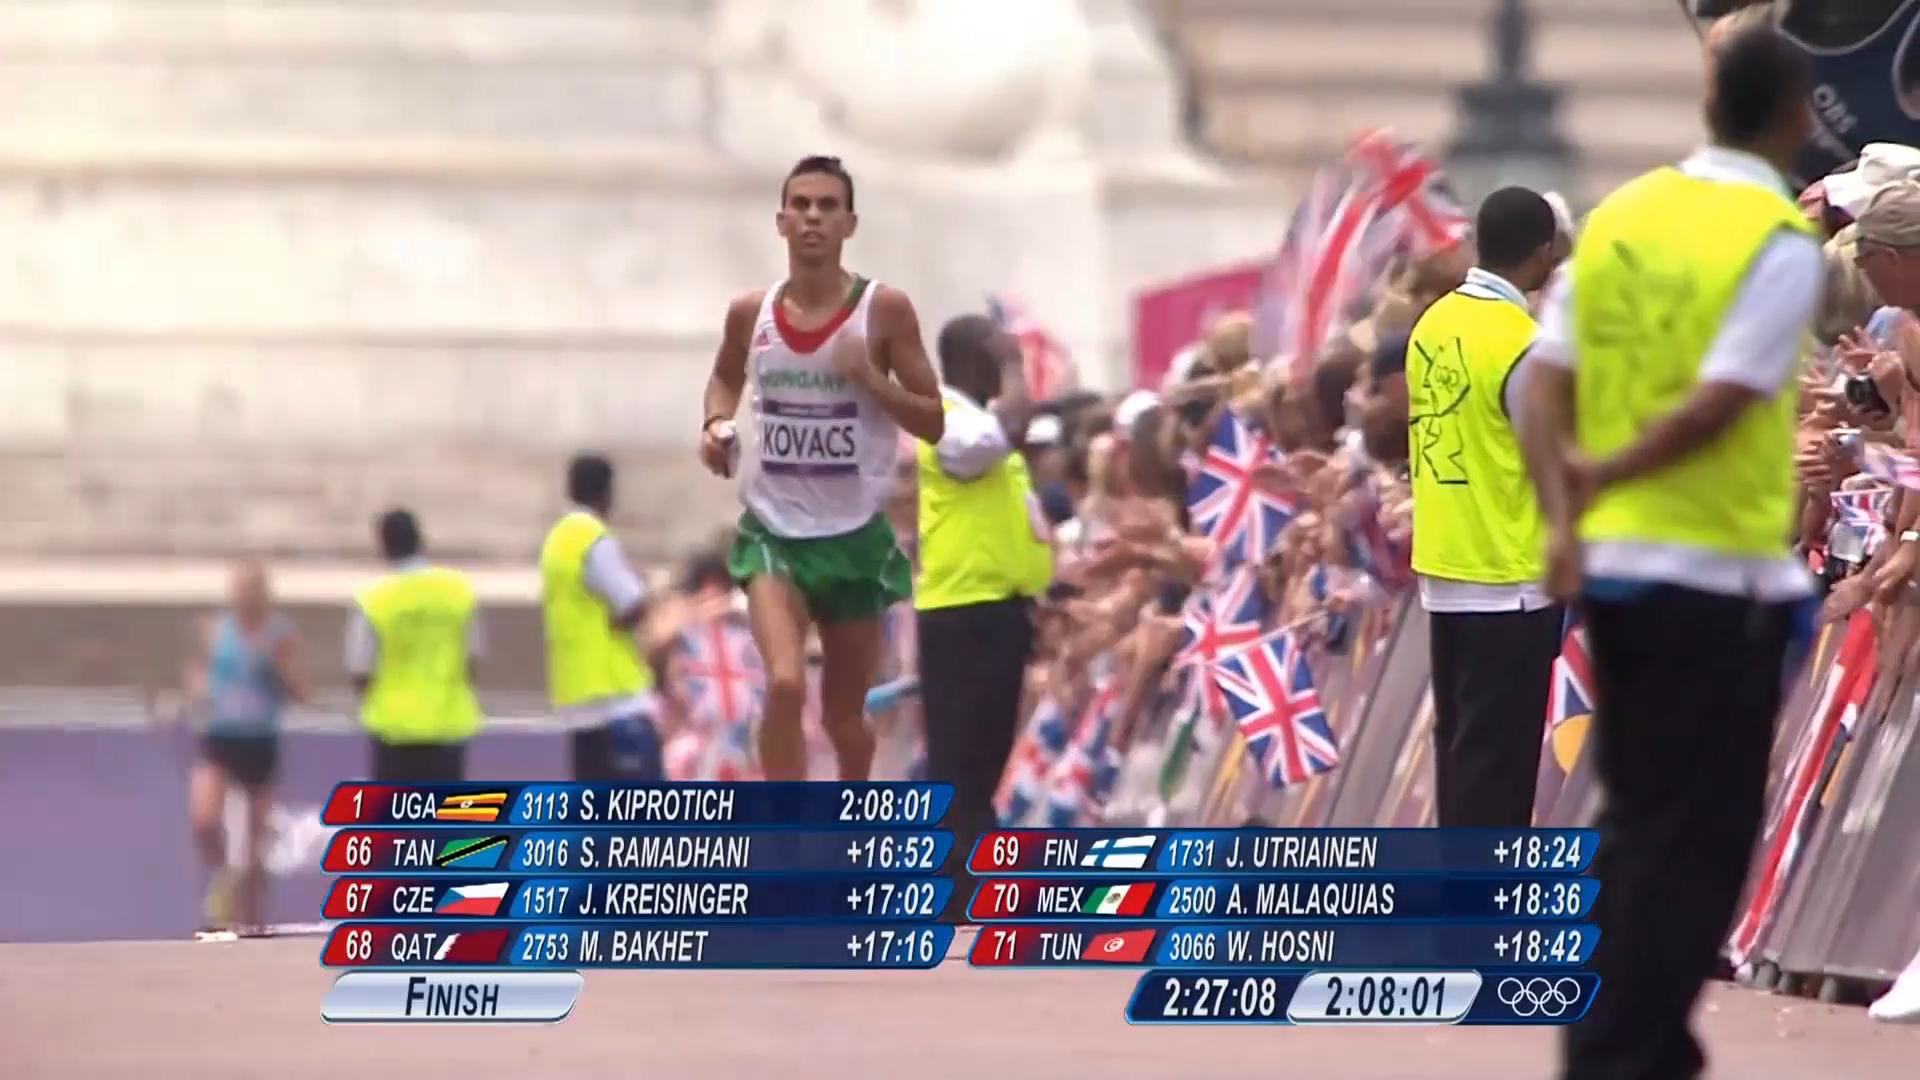 OBS
HUNGARY
KOVACS
1 UGA 3113 S. KIPROTICH 2:08:01
66 TAN 3016 S. RAMADHANI +16:52
67 CZE 1517 J. KREISINGER +17:02
68 QAT 2753 M. BAKHET +17:16
69 FIN 1731 J. UTRIAINEN +18:24
70 MEX 2500 A. MALAQUIAS +18:36
71 TUN 3066 W. HOSNI +18:42
FINISH
2:27:08 2:08:01